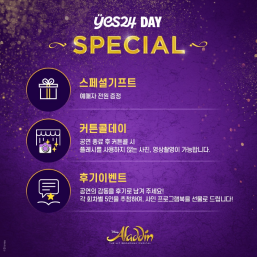 yes24 DAY
SPECIAL
스페셜기프트
예매자 전원 증정
커튼콜데이
공연 종료 후 커튼콜 시
플래시를 사용하지 않는 사진, 영상촬영이 가능합니다.
후기이벤트
공연의 감동을 후기로 남겨 주세요!
각 회차별 5인을 추첨하여, 사인 프로그램북을 선물로 드립니다!
Aladdin